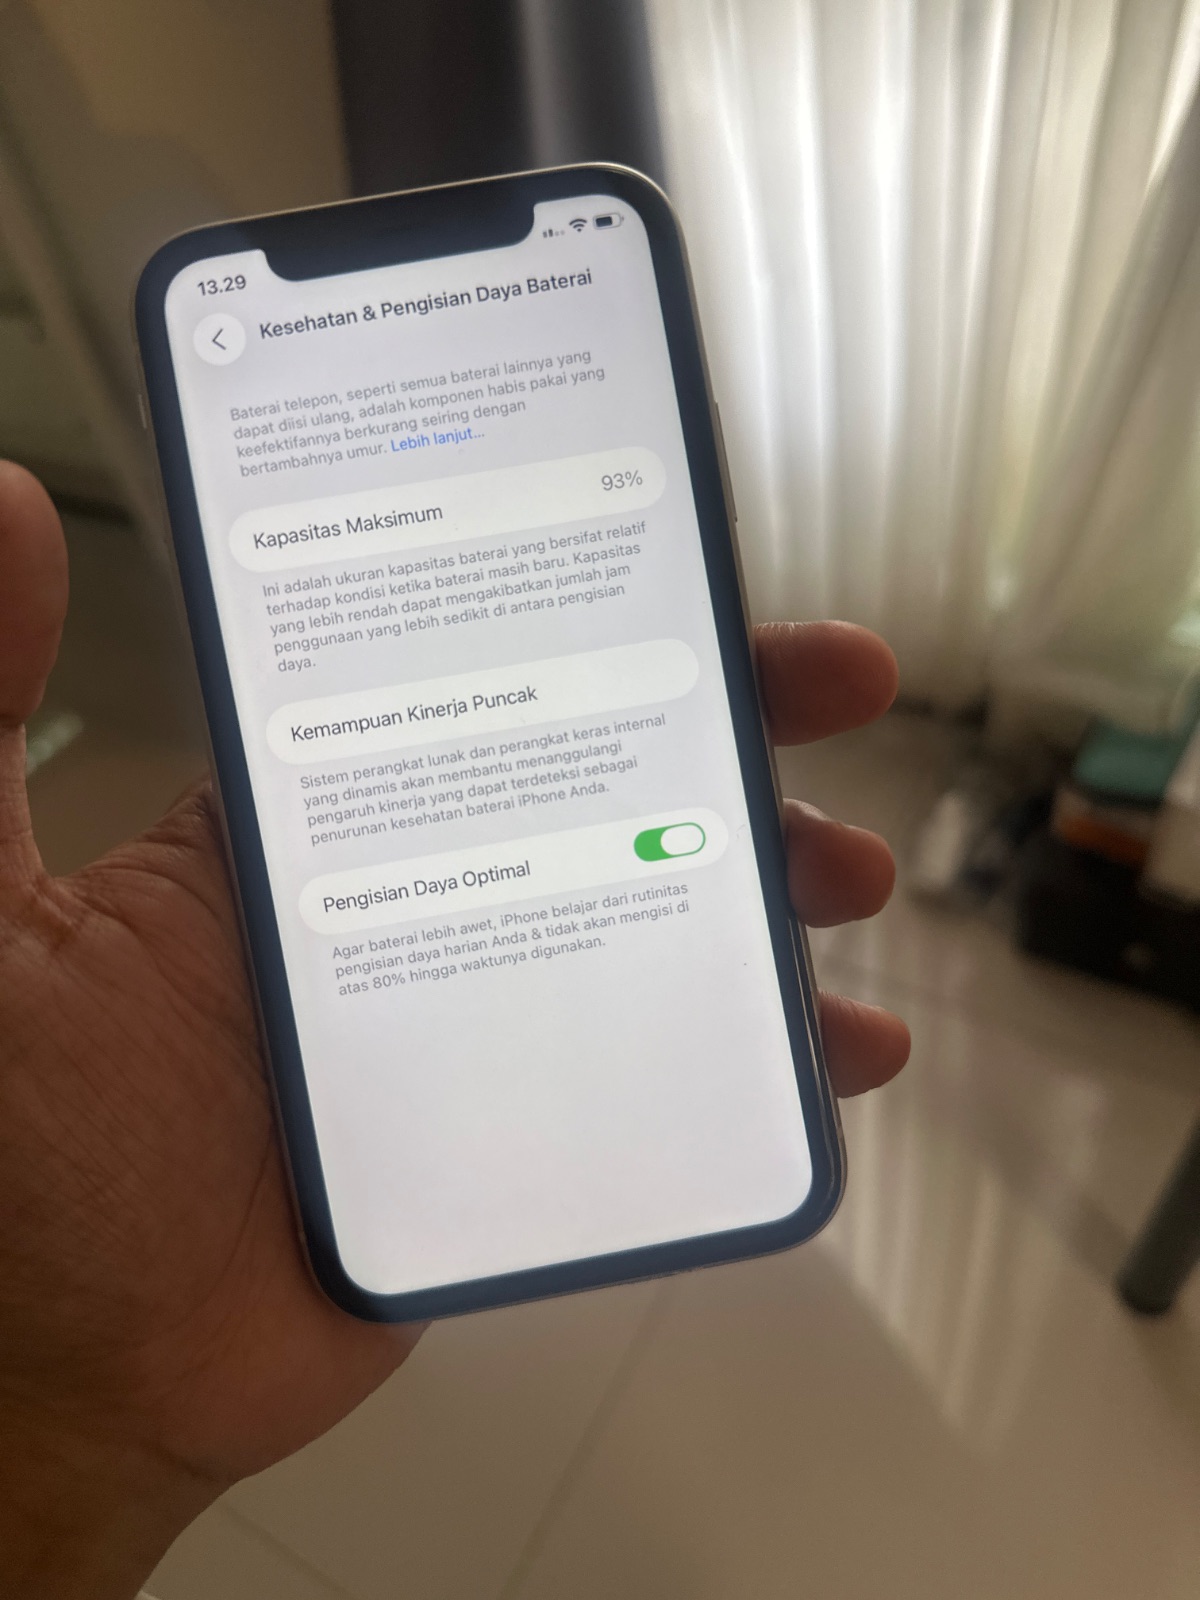 13.29
Kesehatan & Pengisian Daya Baterai
Baterai telepon, seperti semua baterai lainnya yang
dapat diisi ulang, adalah komponen habis pakai yang
keefektifannya berkurang seiring dengan
bertambahnya umur. Lebih lanjut...
Kapasitas Maksimum 93%
Ini adalah ukuran kapasitas baterai yang bersifat relatif
terhadap kondisi ketika baterai masih baru. Kapasitas
yang lebih rendah dapat mengakibatkan jumlah jam
penggunaan yang lebih sedikit di antara pengisian
daya.
Kemampuan Kinerja Puncak
Sistem perangkat lunak dan perangkat keras internal
yang dinamis akan membantu menanggulangi
pengaruh kinerja yang dapat terdeteksi sebagai
penurunan kesehatan baterai iPhone Anda.
Pengisian Daya Optimal
Agar baterai lebih awet, iPhone belajar dari rutinitas
pengisian daya harian Anda & tidak akan mengisi di
atas 80% hingga waktunya digunakan.